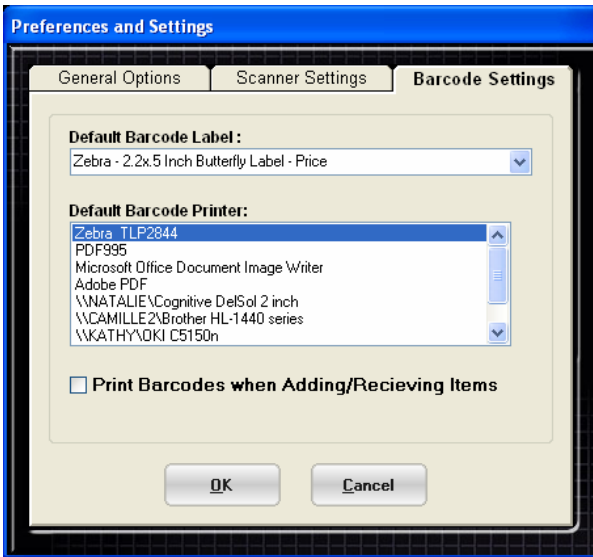 Preferences and Settings
General Options Scanner Settings Barcode Settings
Default Barcode Label :
Zebra - 2.2x.5 Inch Butterfly Label - Price
Default Barcode Printer:
Zebra TLP2844
PDF995
Microsoft Office Document Image Writer
Adobe PDF
\\NATALIE\Cognitive DelSol 2 inch
\\CAMILLE2\Brother HL-1440 series
\\KATHY\OKI C5150n
Print Barcodes when Adding/Recieving Items
OK Cancel